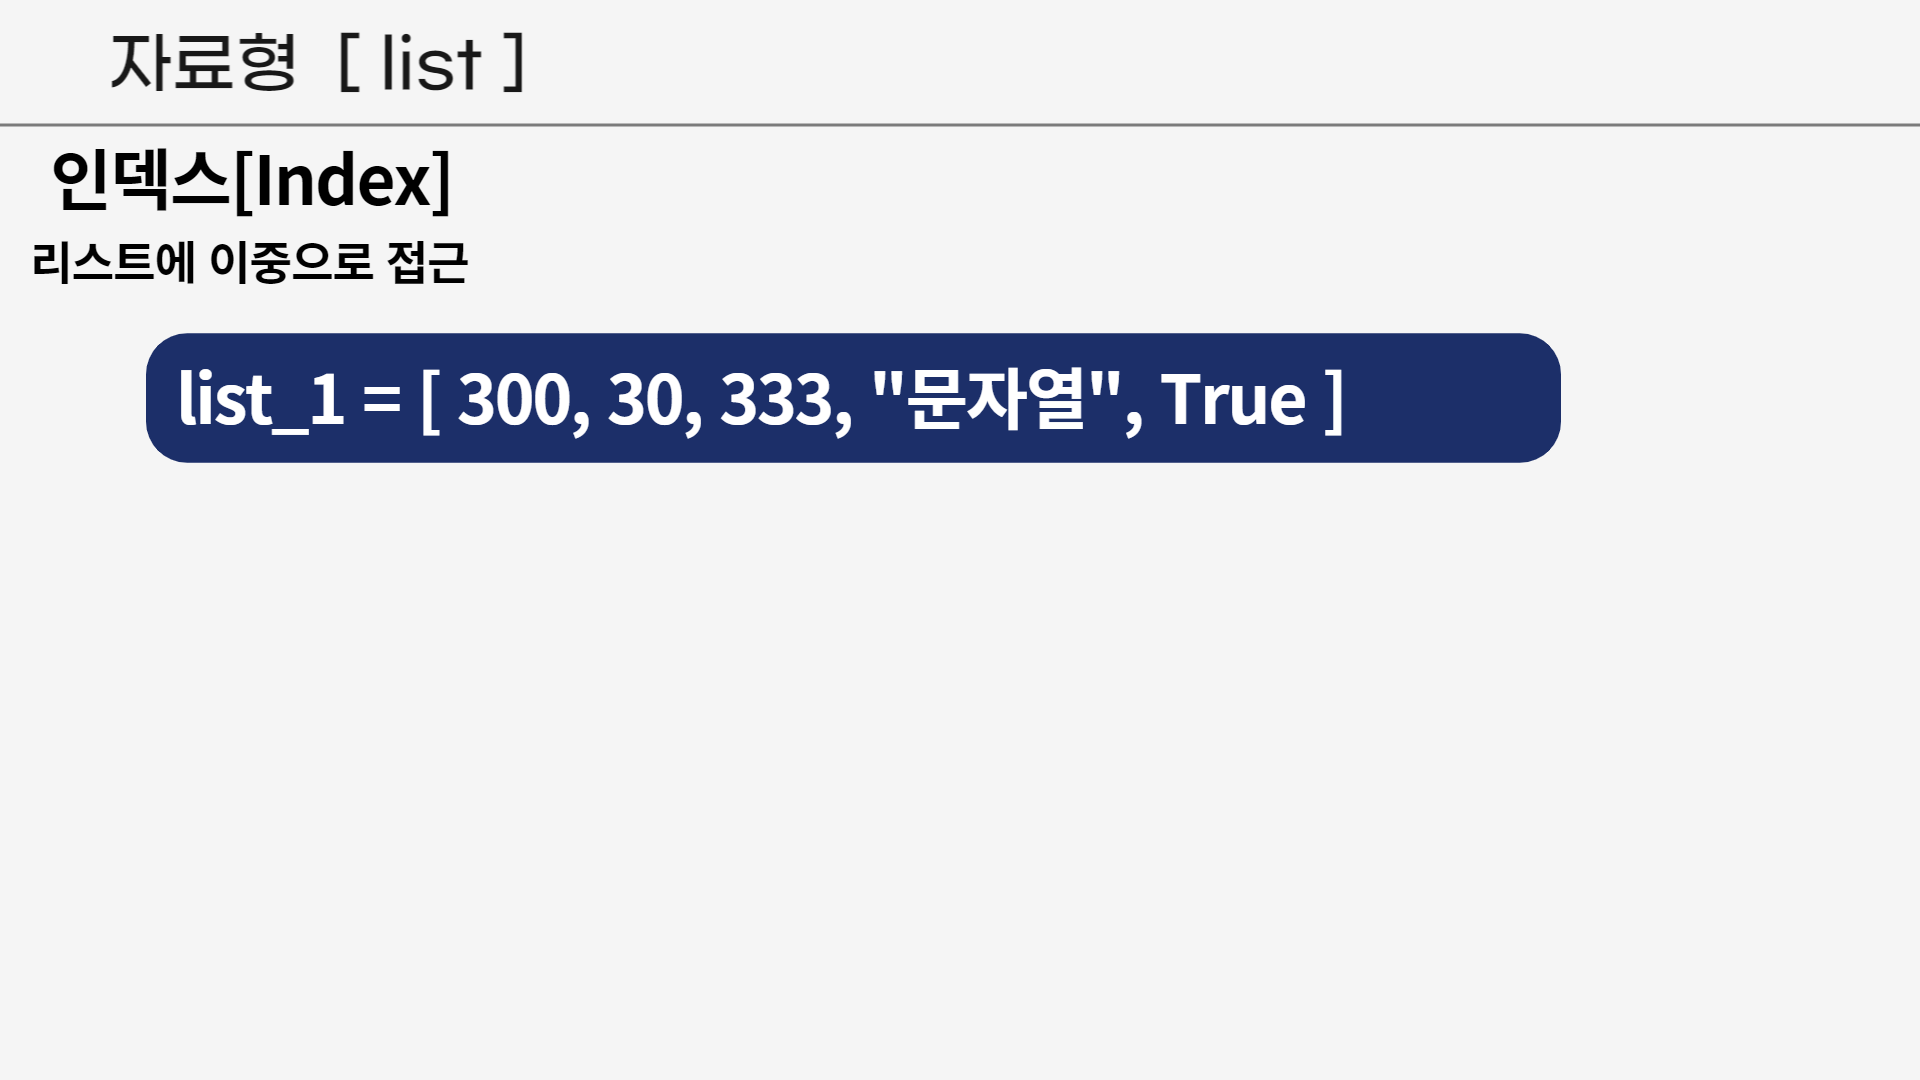 자료형 [ list ]
인덱스[Index]
리스트에 이중으로 접근
list_1 = [ 300, 30, 333, "문자열", True ]